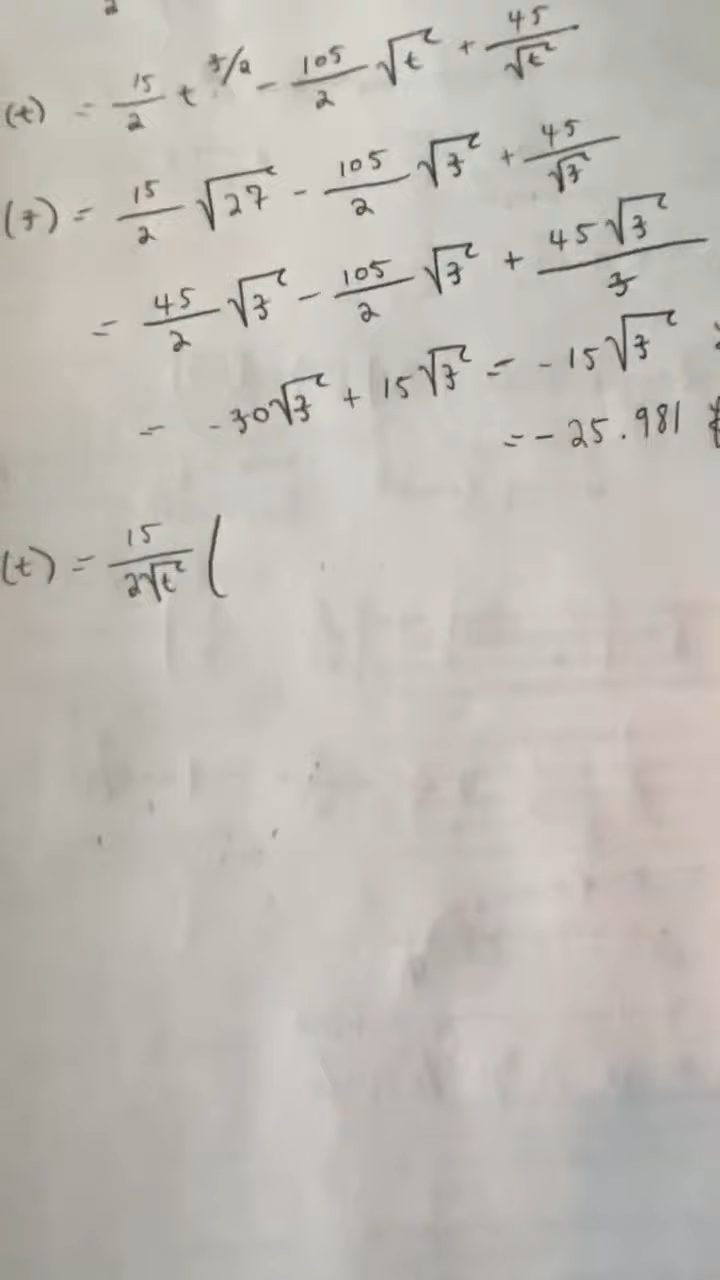 (t) = 15/2 t^3/2 - 105/2 √t + 45/√t
(3) = 15/2 √27 - 105/2 √3 + 45/√3
= 45/2 √3 - 105/2 √3 + 45√3/3
= -30√3 + 15√3 = -15√3
= -25.981
(t) = 15/2√t (